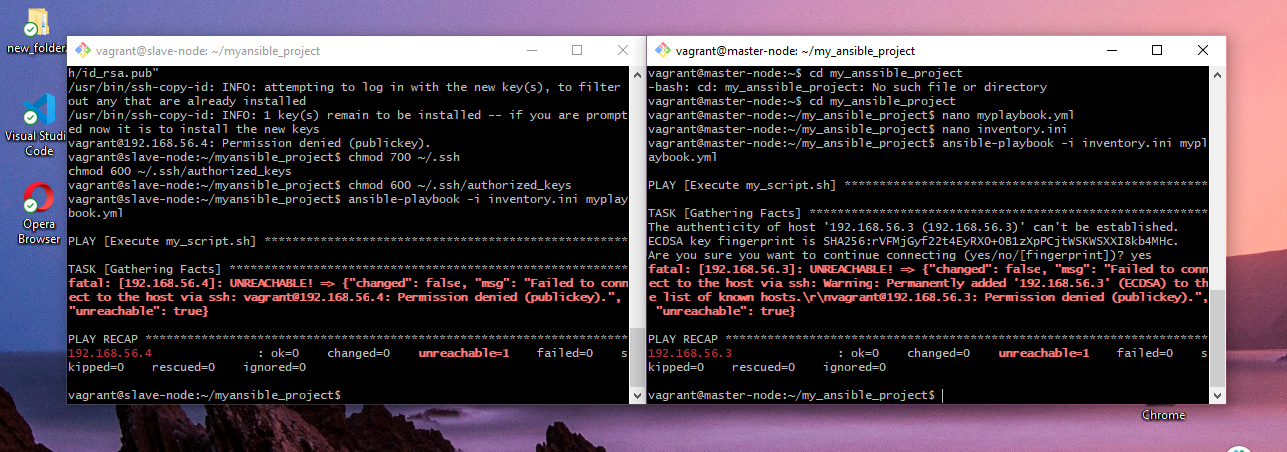 new_folder
Visual Studio
Code
Opera
Browser
vagrant@slave-node: ~/myansible_project
h/id_rsa.pub"
/usr/bin/ssh-copy-id: INFO: attempting to log in with the new key(s), to filter
out any that are already installed
/usr/bin/ssh-copy-id: INFO: 1 key(s) remain to be installed -- if you are prompt
ed now it is to install the new keys
vagrant@192.168.56.4: Permission denied (publickey).
vagrant@slave-node:~/myansible_project$ chmod 700 ~/.ssh
chmod 600 ~/.ssh/authorized_keys
vagrant@slave-node:~/myansible_project$ chmod 600 ~/.ssh/authorized_keys
vagrant@slave-node:~/myansible_project$ ansible-playbook -i inventory.ini myplay
book.yml
PLAY [Execute my_script.sh] ****************************************************
TASK [Gathering Facts] *********************************************************
fatal: [192.168.56.4]: UNREACHABLE! => {"changed": false, "msg": "Failed to conn
ect to the host via ssh: vagrant@192.168.56.4: Permission denied (publickey).",
"unreachable": true}
PLAY RECAP *********************************************************************
192.168.56.4 : ok=0 changed=0 unreachable=1 failed=0 s
kipped=0 rescued=0 ignored=0
vagrant@slave-node:~/myansible_project$
vagrant@master-node: ~/my_ansible_project
vagrant@master-node:~$ cd my_anssible_project
-bash: cd: my_anssible_project: No such file or directory
vagrant@master-node:~$ cd my_ansible_project
vagrant@master-node:~/my_ansible_project$ nano myplaybook.yml
vagrant@master-node:~/my_ansible_project$ nano inventory.ini
vagrant@master-node:~/my_ansible_project$ ansible-playbook -i inventory.ini mypl
aybook.yml
PLAY [Execute my_script.sh] ****************************************************
TASK [Gathering Facts] *********************************************************
The authenticity of host '192.168.56.3 (192.168.56.3)' can't be established.
ECDSA key fingerprint is SHA256:rVFMjGyf22t4EyRXO+OB1zXpPCjtWSKWSXXI8kb4MHc.
Are you sure you want to continue connecting (yes/no/[fingerprint])? yes
fatal: [192.168.56.3]: UNREACHABLE! => {"changed": false, "msg": "Failed to conn
ect to the host via ssh: Warning: Permanently added '192.168.56.3' (ECDSA) to th
e list of known hosts.\r\nvagrant@192.168.56.3: Permission denied (publickey).",
"unreachable": true}
PLAY RECAP *********************************************************************
192.168.56.3 : ok=0 changed=0 unreachable=1 failed=0 s
kipped=0 rescued=0 ignored=0
vagrant@master-node:~/my_ansible_project$
Chrome